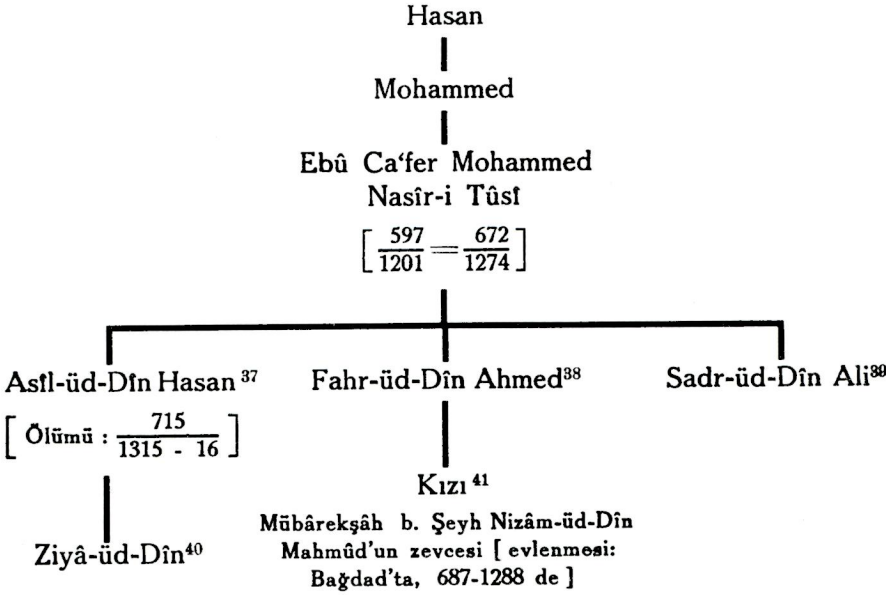 Hasan
Mohammed
Ebû Ca‘fer Mohammed
Nasîr-i Tûsî
[ 597/1201 = 672/1274 ]
Asîl-üd-Dîn Hasan 37
Fahr-üd-Dîn Ahmed38
Sadr-üd-Dîn Ali39
[ Ölümü : 715/1315 - 16 ]
Kızı 41
Ziyâ-üd-Dîn40
Mübârekşâh b. Şeyh Nizâm-üd-Dîn
Mahmûd'un zevcesi [ evlenmesi:
Bağdad'ta, 687-1288 de ]